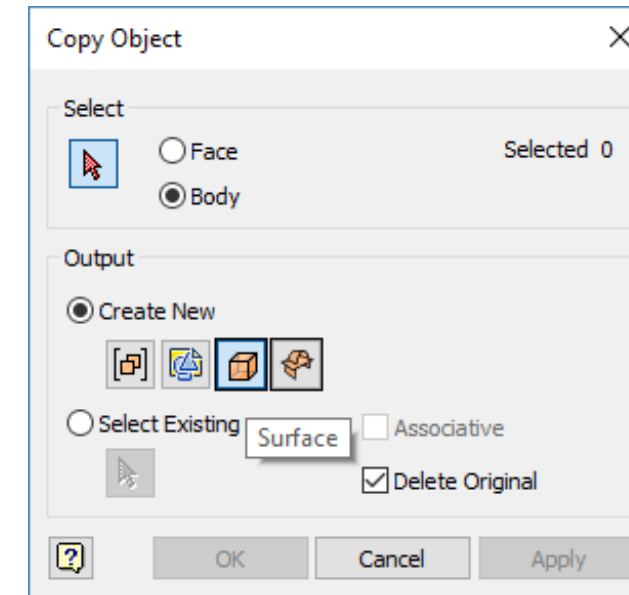 Copy Object
Select
Face
Selected 0
Body
Output
Create New
Select Existing
Surface
Associative
Delete Original
OK
Cancel
Apply